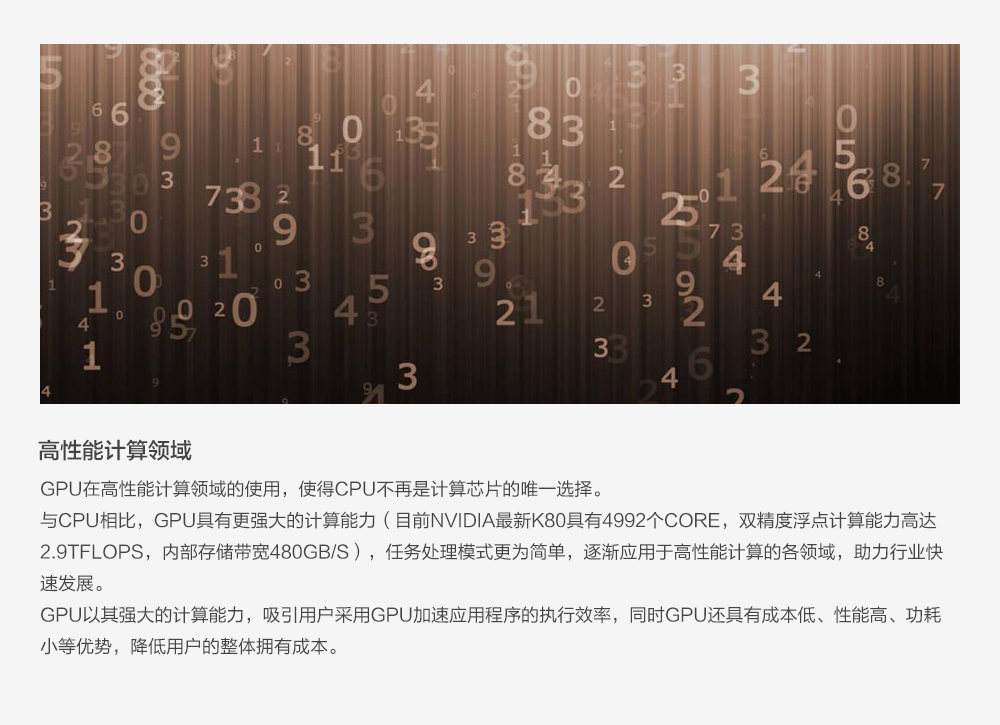 高性能计算领域
GPU在高性能计算领域的使用，使得CPU不再是计算芯片的唯一选择。
与CPU相比，GPU具有更强大的计算能力（目前NVIDIA最新K80具有4992个CORE，双精度浮点计算能力高达
2.9TFLOPS，内部存储带宽480GB/S），任务处理模式更为简单，逐渐应用于高性能计算的各领域，助力行业快
速发展。
GPU以其强大的计算能力，吸引用户采用GPU加速应用程序的执行效率，同时GPU还具有成本低、性能高、功耗
小等优势，降低用户的整体拥有成本。